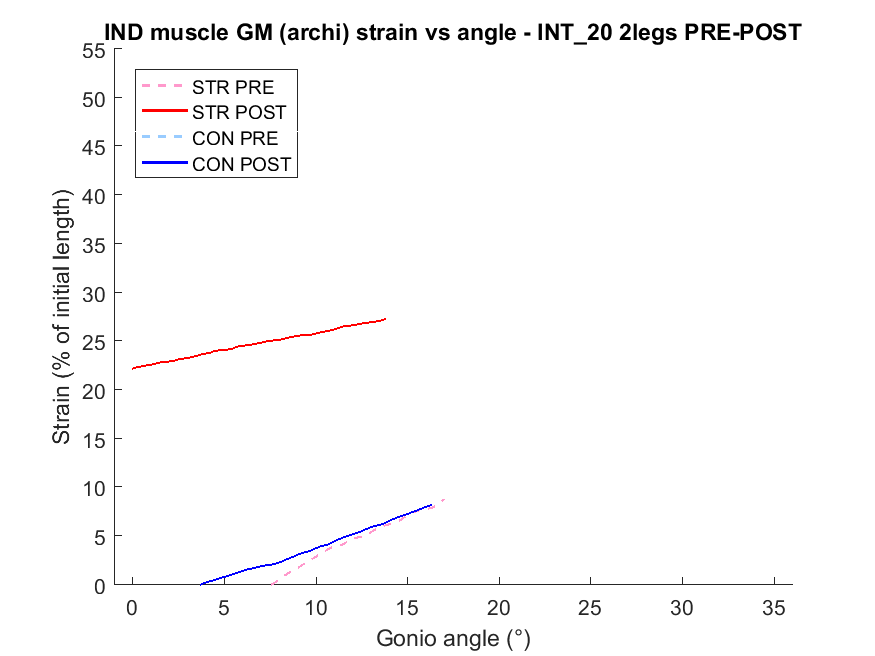 IND muscle GM (archi) strain vs angle - INT_20 2legs PRE-POST
55
50
45
40
35
30
25
20
15
10
5
0
Strain (% of initial length)
STR PRE
STR POST
CON PRE
CON POST
0 5 10 15 20 25 30 35
Gonio angle (°)